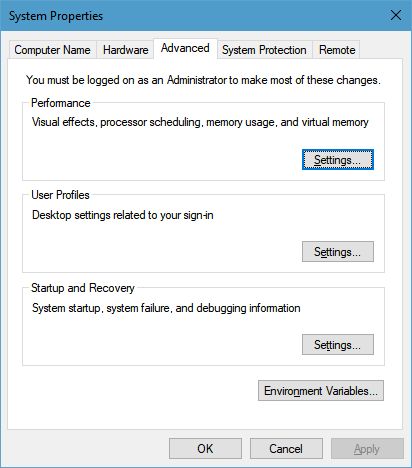 System Properties
Computer Name Hardware Advanced System Protection Remote
You must be logged on as an Administrator to make most of these changes.
Performance
Visual effects, processor scheduling, memory usage, and virtual memory
Settings...
User Profiles
Desktop settings related to your sign-in
Settings...
Startup and Recovery
System startup, system failure, and debugging information
Settings...
Environment Variables...
OK Cancel Apply